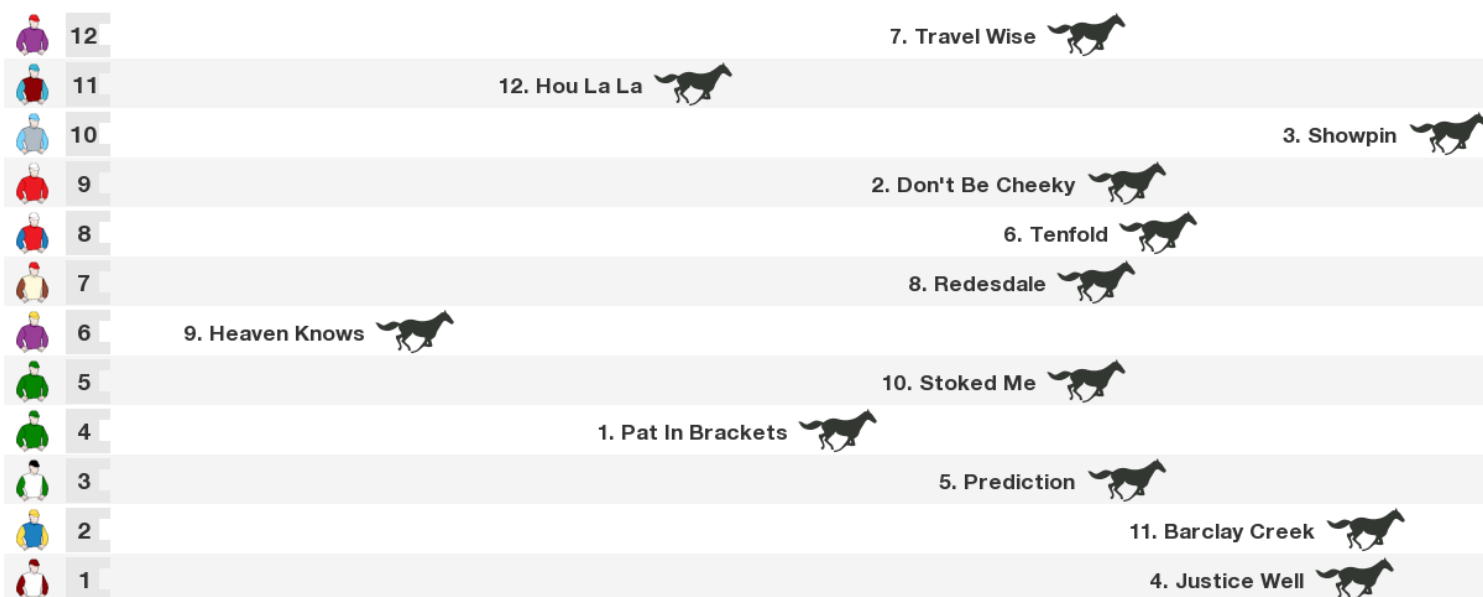 12 7. Travel Wise
11 12. Hou La La
10 3. Showpin
9 2. Don't Be Cheeky
8 6. Tenfold
7 8. Redesdale
6 9. Heaven Knows
5 10. Stoked Me
4 1. Pat In Brackets
3 5. Prediction
2 11. Barclay Creek
1 4. Justice Well